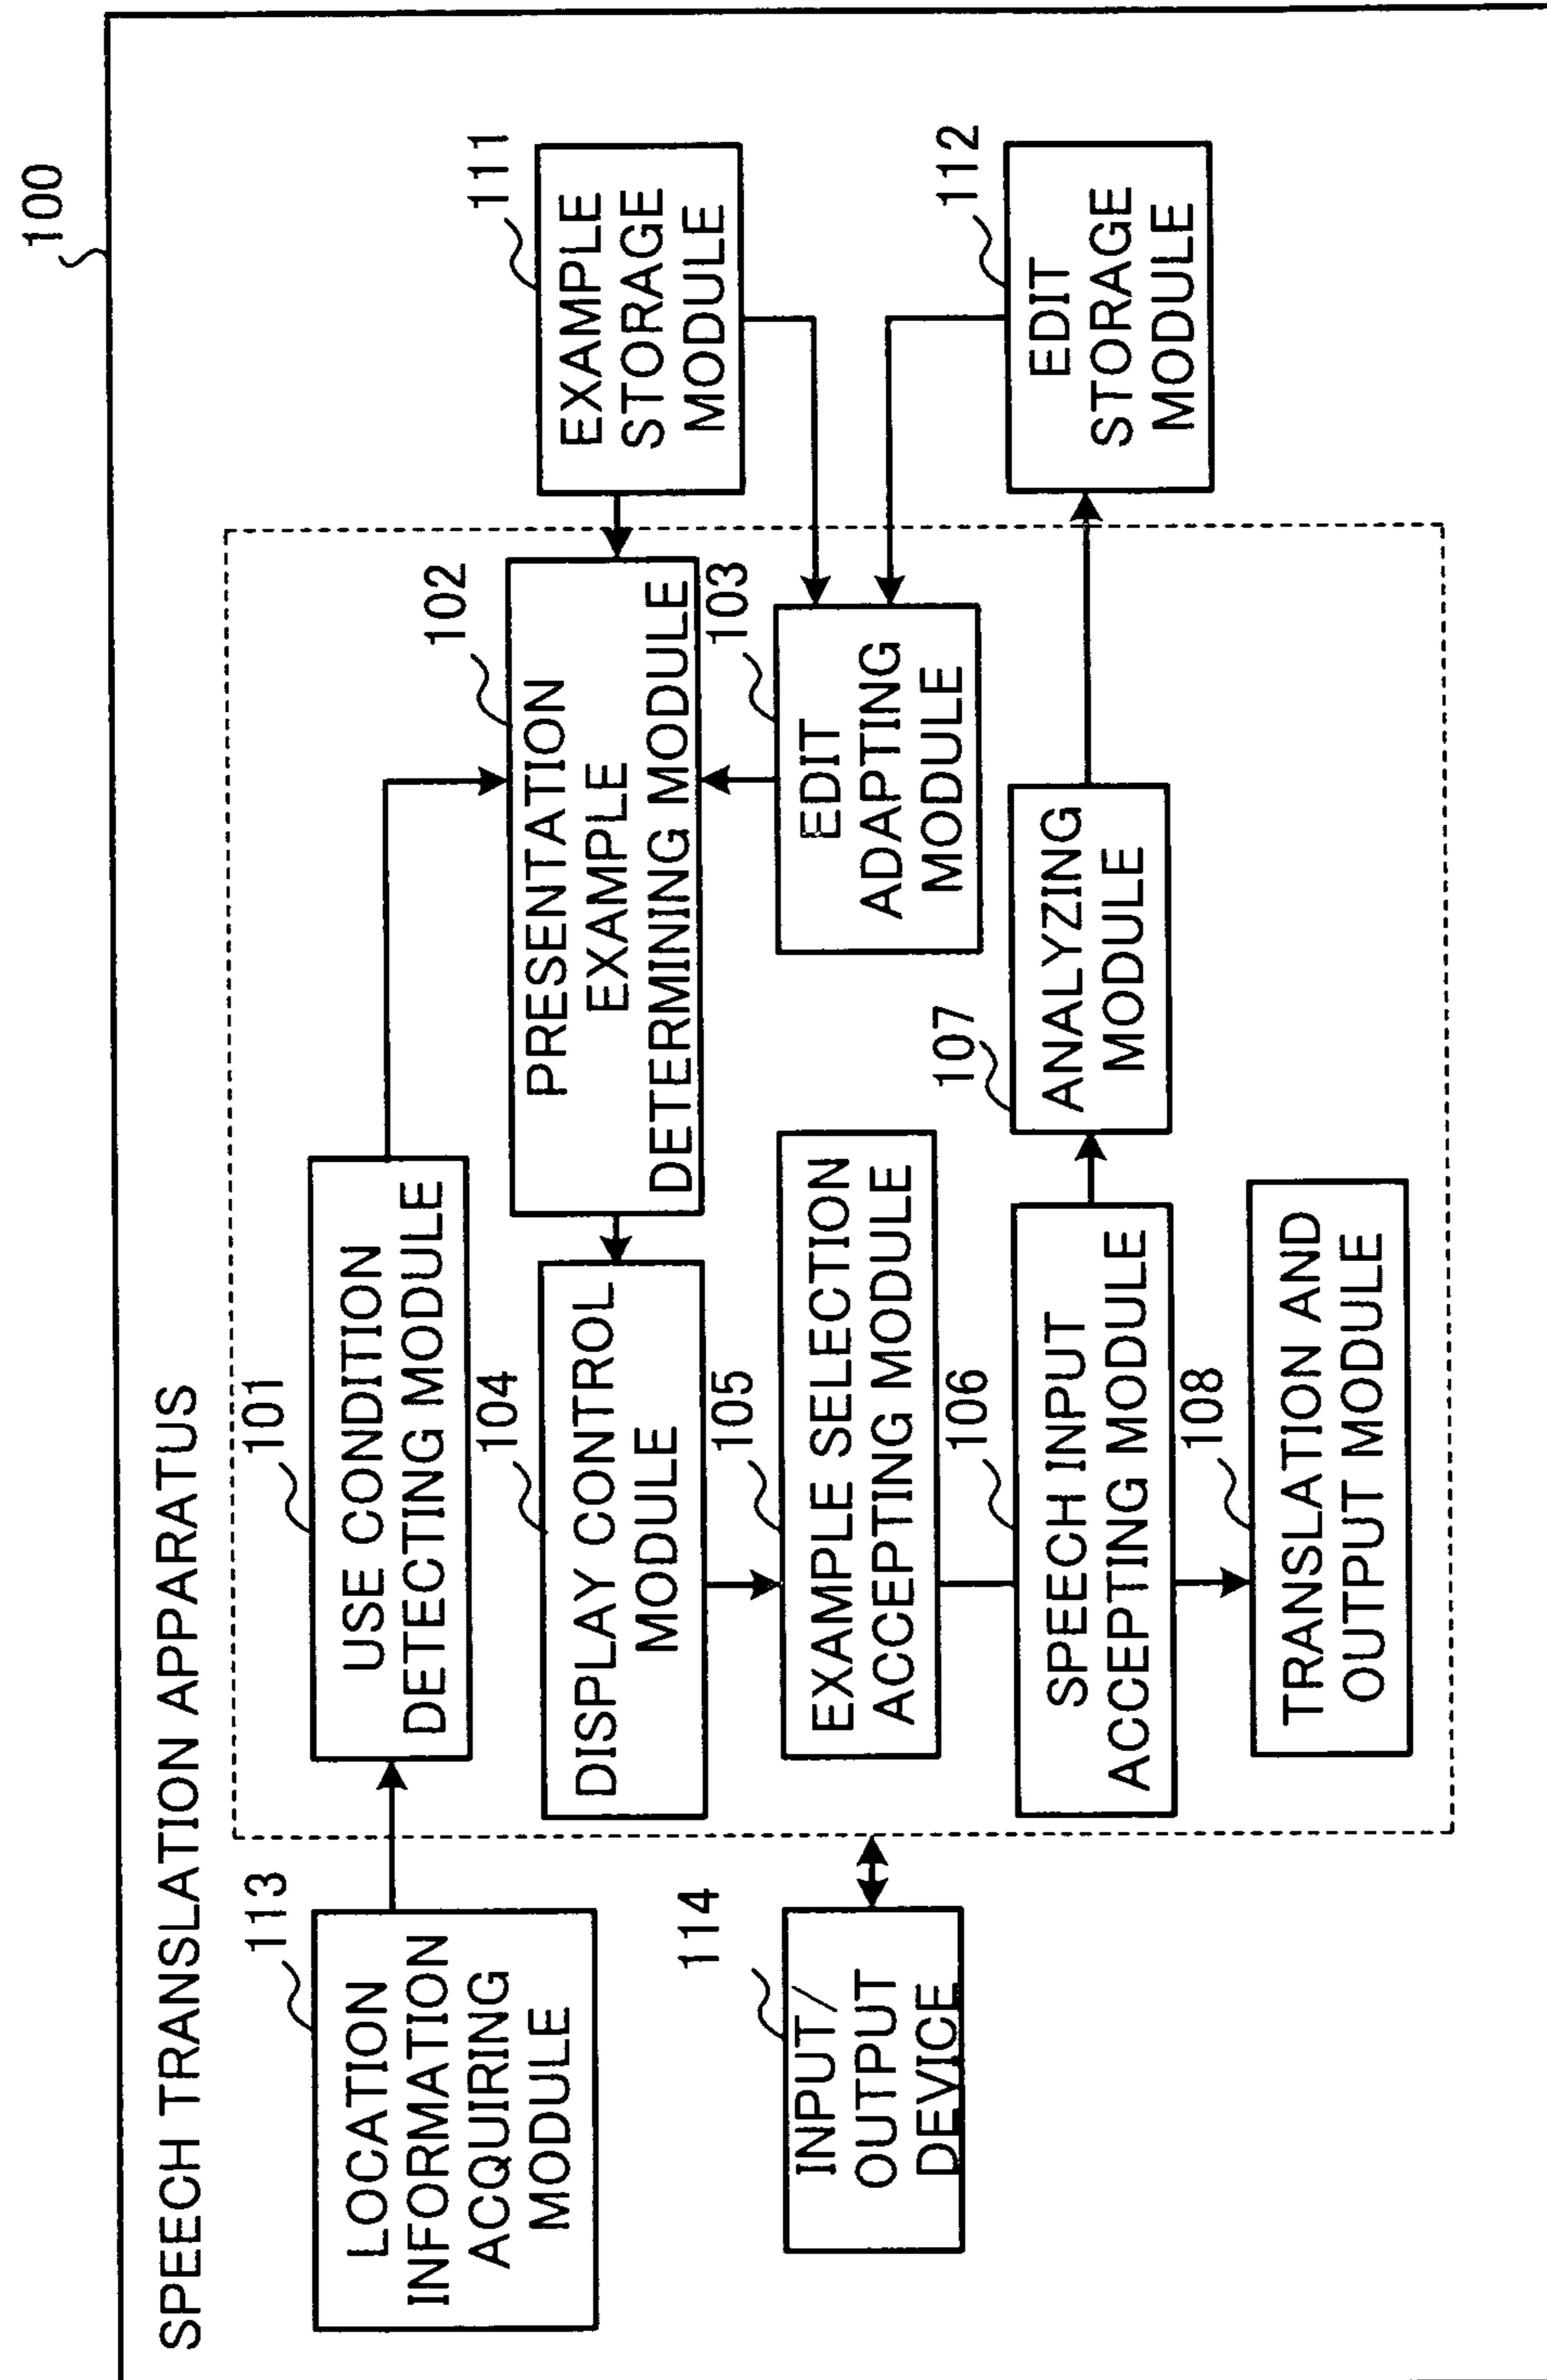 100
SPEECH TRANSLATION APPARATUS
113
LOCATION
INFORMATION
ACQUIRING
MODULE
101
USE CONDITION
DETECTING MODULE
102
PRESENTATION
EXAMPLE
DETERMINING MODULE
111
EXAMPLE
STORAGE
MODULE
104
DISPLAY CONTROL
MODULE
103
EDIT
ADAPTING
MODULE
114
INPUT/
OUTPUT
DEVICE
105
EXAMPLE SELECTION
ACCEPTING MODULE
112
EDIT
STORAGE
MODULE
106
SPEECH INPUT
ACCEPTING MODULE
107
ANALYZING
MODULE
108
TRANSLATION AND
OUTPUT MODULE